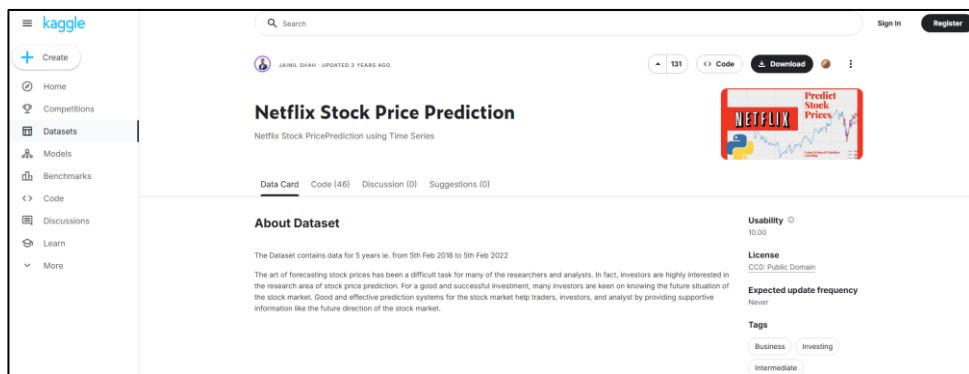 kaggle
Search
Sign In
Register
Create
JAINIL SHAH · UPDATED 3 YEARS AGO
131
Code
Download
Home
Competitions
Datasets
Models
Benchmarks
Code
Discussions
Learn
More
Netflix Stock Price Prediction
Netflix Stock PricePrediction using Time Series
Predict
Stock
Prices
NETFLIX
Data Card Code (46) Discussion (0) Suggestions (0)
About Dataset
The Dataset contains data for 5 years ie. from 5th Feb 2018 to 5th Feb 2022
The art of forecasting stock prices has been a difficult task for many of the researchers and analysts. In fact, investors are highly interested in
the research area of stock price prediction. For a good and successful investment, many investors are keen on knowing the future situation of
the stock market. Good and effective prediction systems for the stock market help traders, investors, and analyst by providing supportive
information like the future direction of the stock market.
Usability
10.00
License
CC0: Public Domain
Expected update frequency
Never
Tags
Business Investing
Intermediate